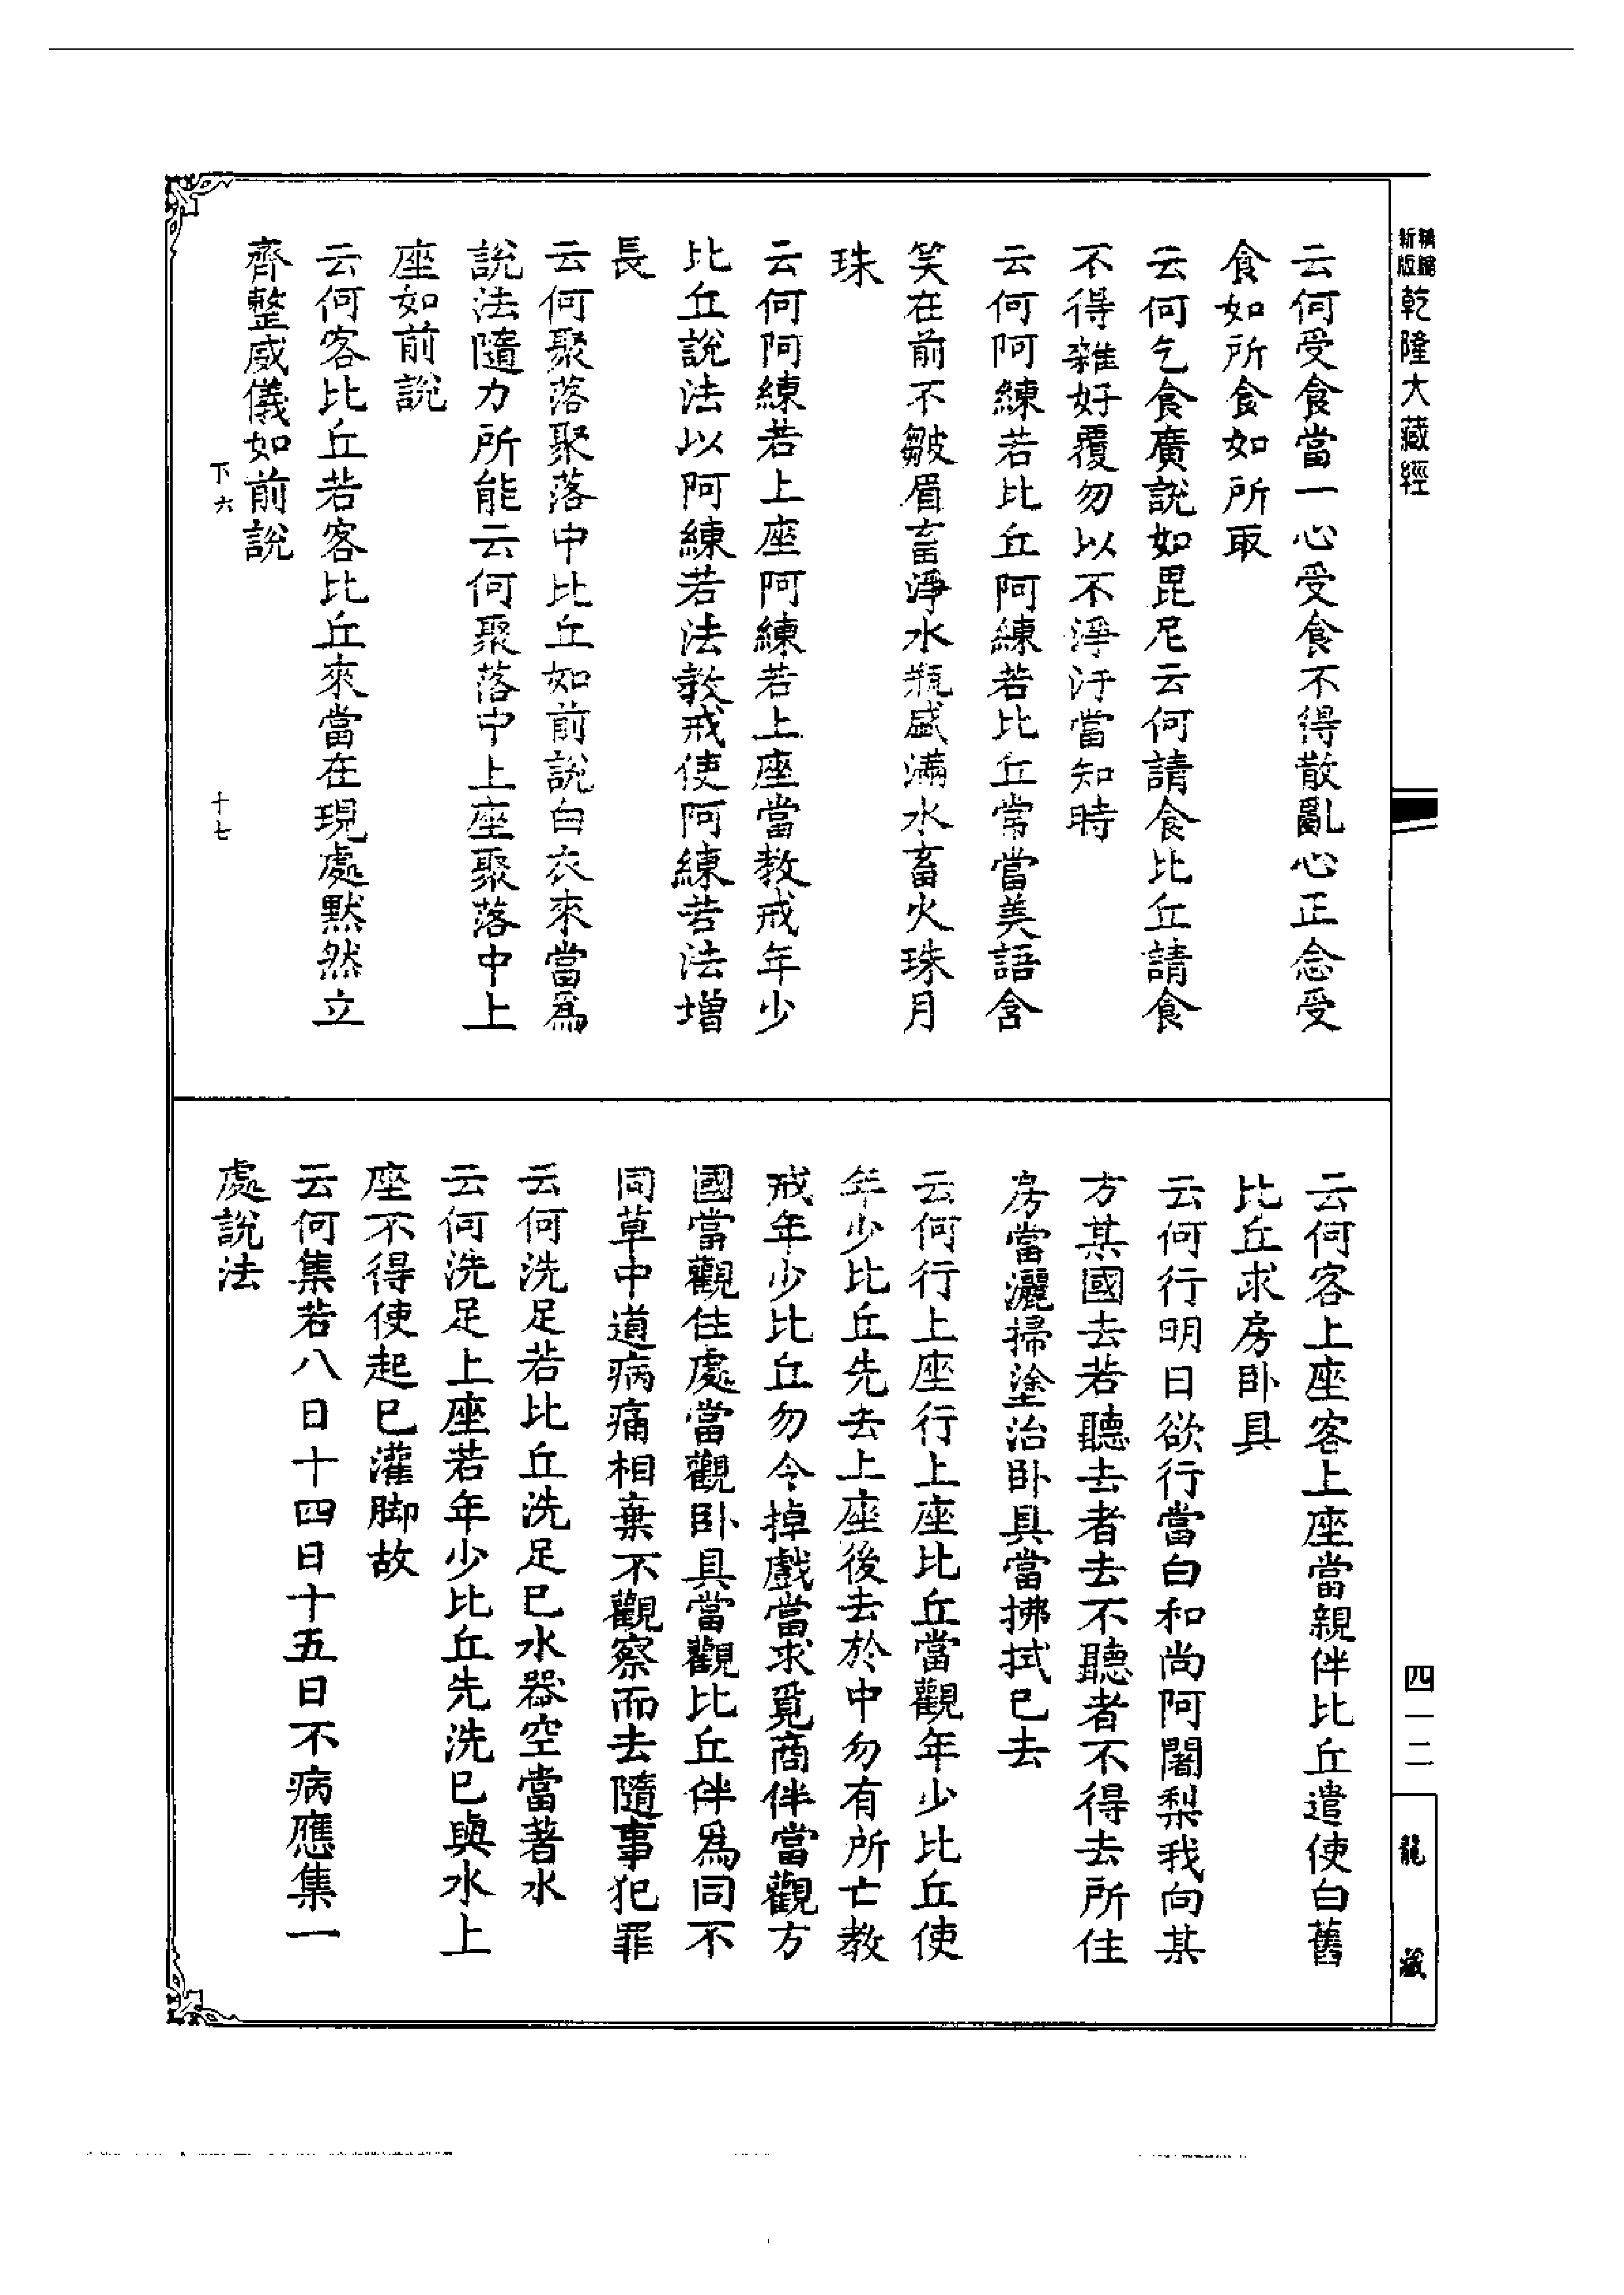 新編縮版乾隆大藏經
云何受食當一心受食不得散亂心正念受
食如所食如所取
云何乞食廣說如毘尼云何請食比丘請食
不得雜好覆勿以不淨汙當知時
云何阿練若比丘阿練若比丘常當美語含
笑在前不皺眉畜淨水瓶盛滿水畜火珠月
珠
云何阿練若上座阿練若上座當教戒年少
比丘說法以阿練若法教戒使阿練若法增
長
云何聚落聚落中比丘如前說白衣來當爲
說法隨力所能云何聚落中上座聚落中上
座如前說
云何客比丘若客比丘來當在現處默然立
齊整威儀如前說
下六
十七
云何客上座客上座當親伴比丘遣使白舊
比丘求房卧具
云何行明日欲行當白和尚阿闍梨我向某
方某國去若聽去者去不聽者不得去所住
房當灑掃塗治卧具當拂拭已去
云何行上座行上座比丘當觀年少比丘使
年少比丘先去上座後去於中勿有所亡教
戒年少比丘勿令掉戲當求覓商伴當觀方
國當觀住處當觀卧具當觀比丘伴爲同不
同草中道病痛相棄不觀察而去隨事犯罪
云何洗足若比丘洗足已水器空當著水
云何洗足上座若年少比丘先洗已與水上
座不得使起已灌脚故
云何集若八日十四日十五日不病應集一
處說法
四一二
龍藏